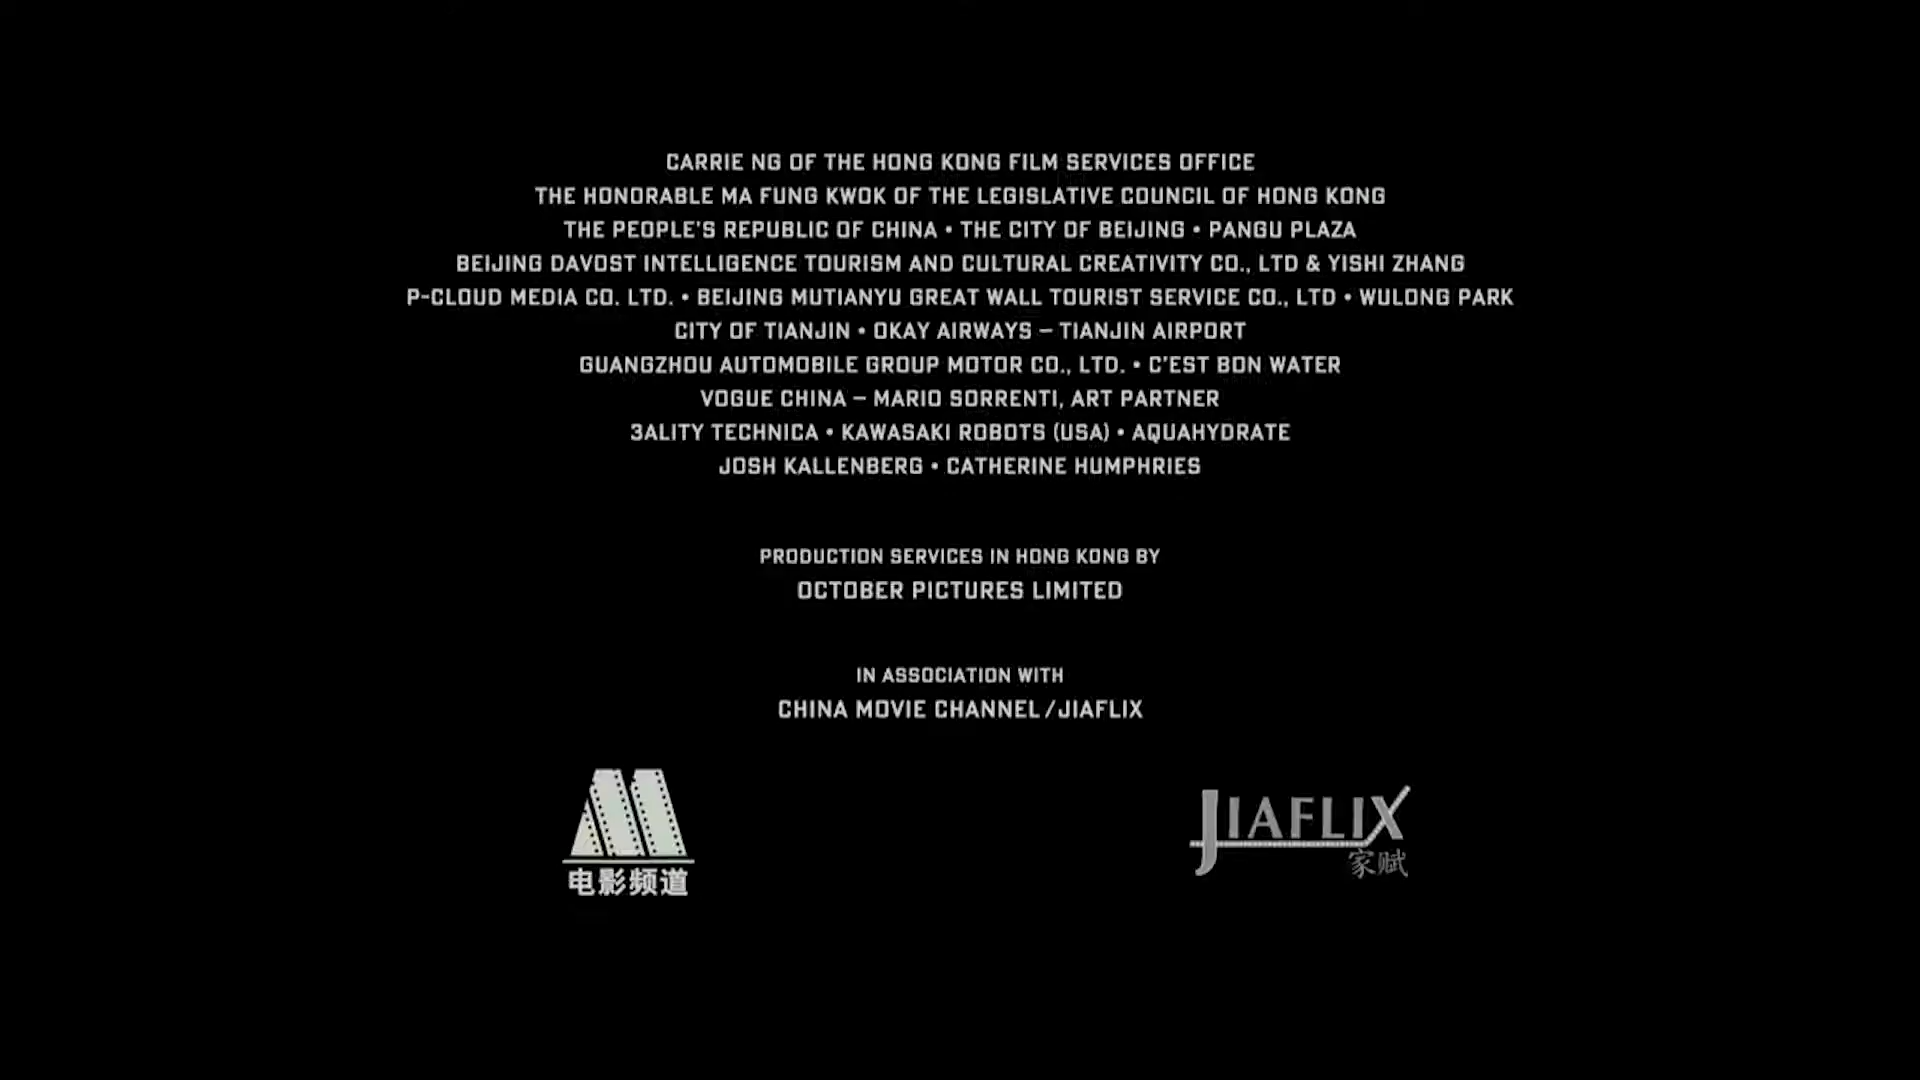 CARRIE NG OF THE HONG KONG FILM SERVICES OFFICE
THE HONORABLE MA FUNG KWOK OF THE LEGISLATIVE COUNCIL OF HONG KONG
THE PEOPLE'S REPUBLIC OF CHINA • THE CITY OF BEIJING • PANGU PLAZA
BEIJING DAVOST INTELLIGENCE TOURISM AND CULTURAL CREATIVITY CO., LTD & YISHI ZHANG
P-CLOUD MEDIA CO. LTD. • BEIJING MUTIANYU GREAT WALL TOURIST SERVICE CO., LTD • WULONG PARK
CITY OF TIANJIN • OKAY AIRWAYS – TIANJIN AIRPORT
GUANGZHOU AUTOMOBILE GROUP MOTOR CO., LTD. • C'EST BON WATER
VOGUE CHINA – MARIO SORRENTI, ART PARTNER
3ALITY TECHNICA • KAWASAKI ROBOTS (USA) • AQUAHYDRATE
JOSH KALLENBERG • CATHERINE HUMPHRIES
PRODUCTION SERVICES IN HONG KONG BY
OCTOBER PICTURES LIMITED
IN ASSOCIATION WITH
CHINA MOVIE CHANNEL/JIAFLIX
电影频道
JIAFLIX
家赋